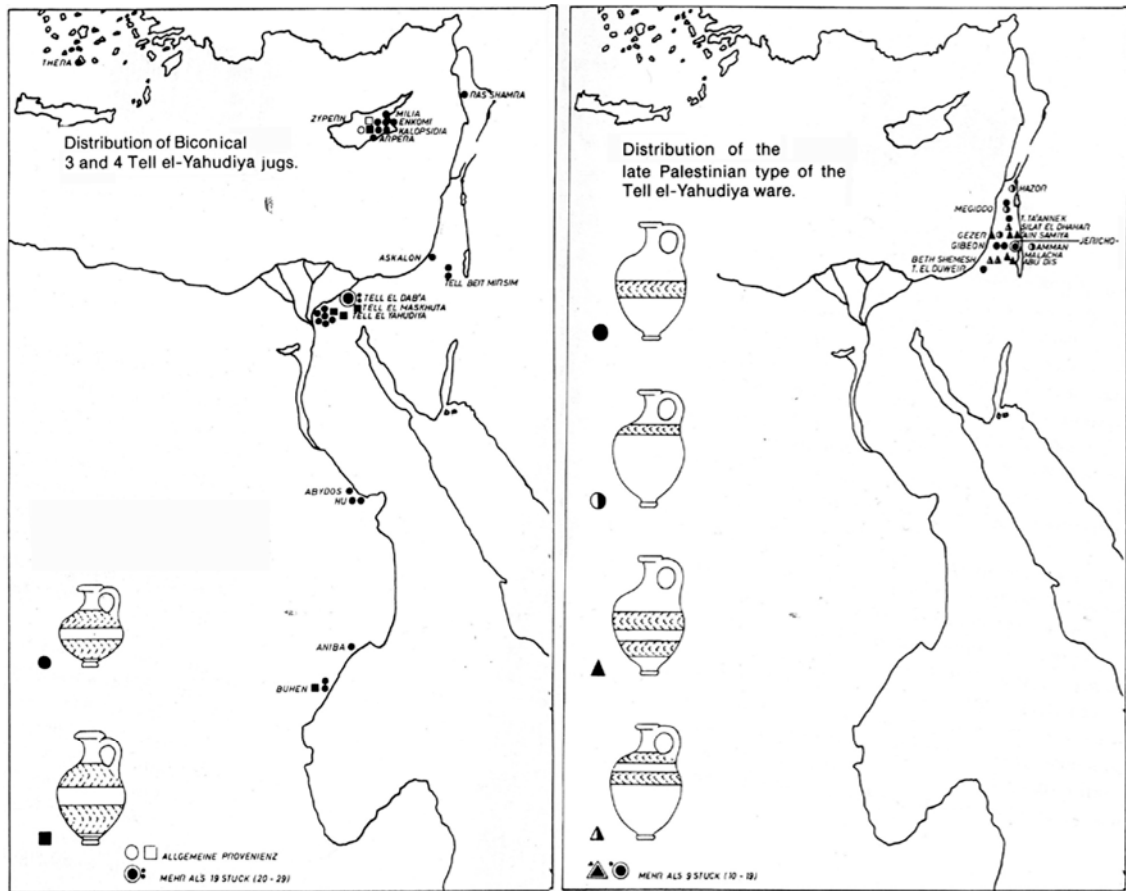 THERA
RAS SHAMRA
ZYPERN
MILIA
ENKOMI
KALOPSIDIA
ARPERA
Distribution of Biconical
3 and 4 Tell el-Yahudiya jugs.
ASKALON
TELL BEIT MIRSIM
TELL EL DAB'A
TELL EL MASKHUTA
TELL EL YAHUDIYA
ABYDOS
HU
ANIBA
BUHEN
ALLGEMEINE PROVENIENZ
MEHR ALS 19 STUCK (20 - 29)
Distribution of the
late Palestinian type of the
Tell el-Yahudiya ware.
HAZOR
MEGIDDO
T.TA'ANNEK
SILAT EL DHAHAR
GEZER
AIN SAMIYA
JERICHO
GIBEON
AMMAN
MALACHA
BETH SHEMESH
ABU DIS
T. EL DUWEIR
MEHR ALS 9 STUCK (10 - 19)